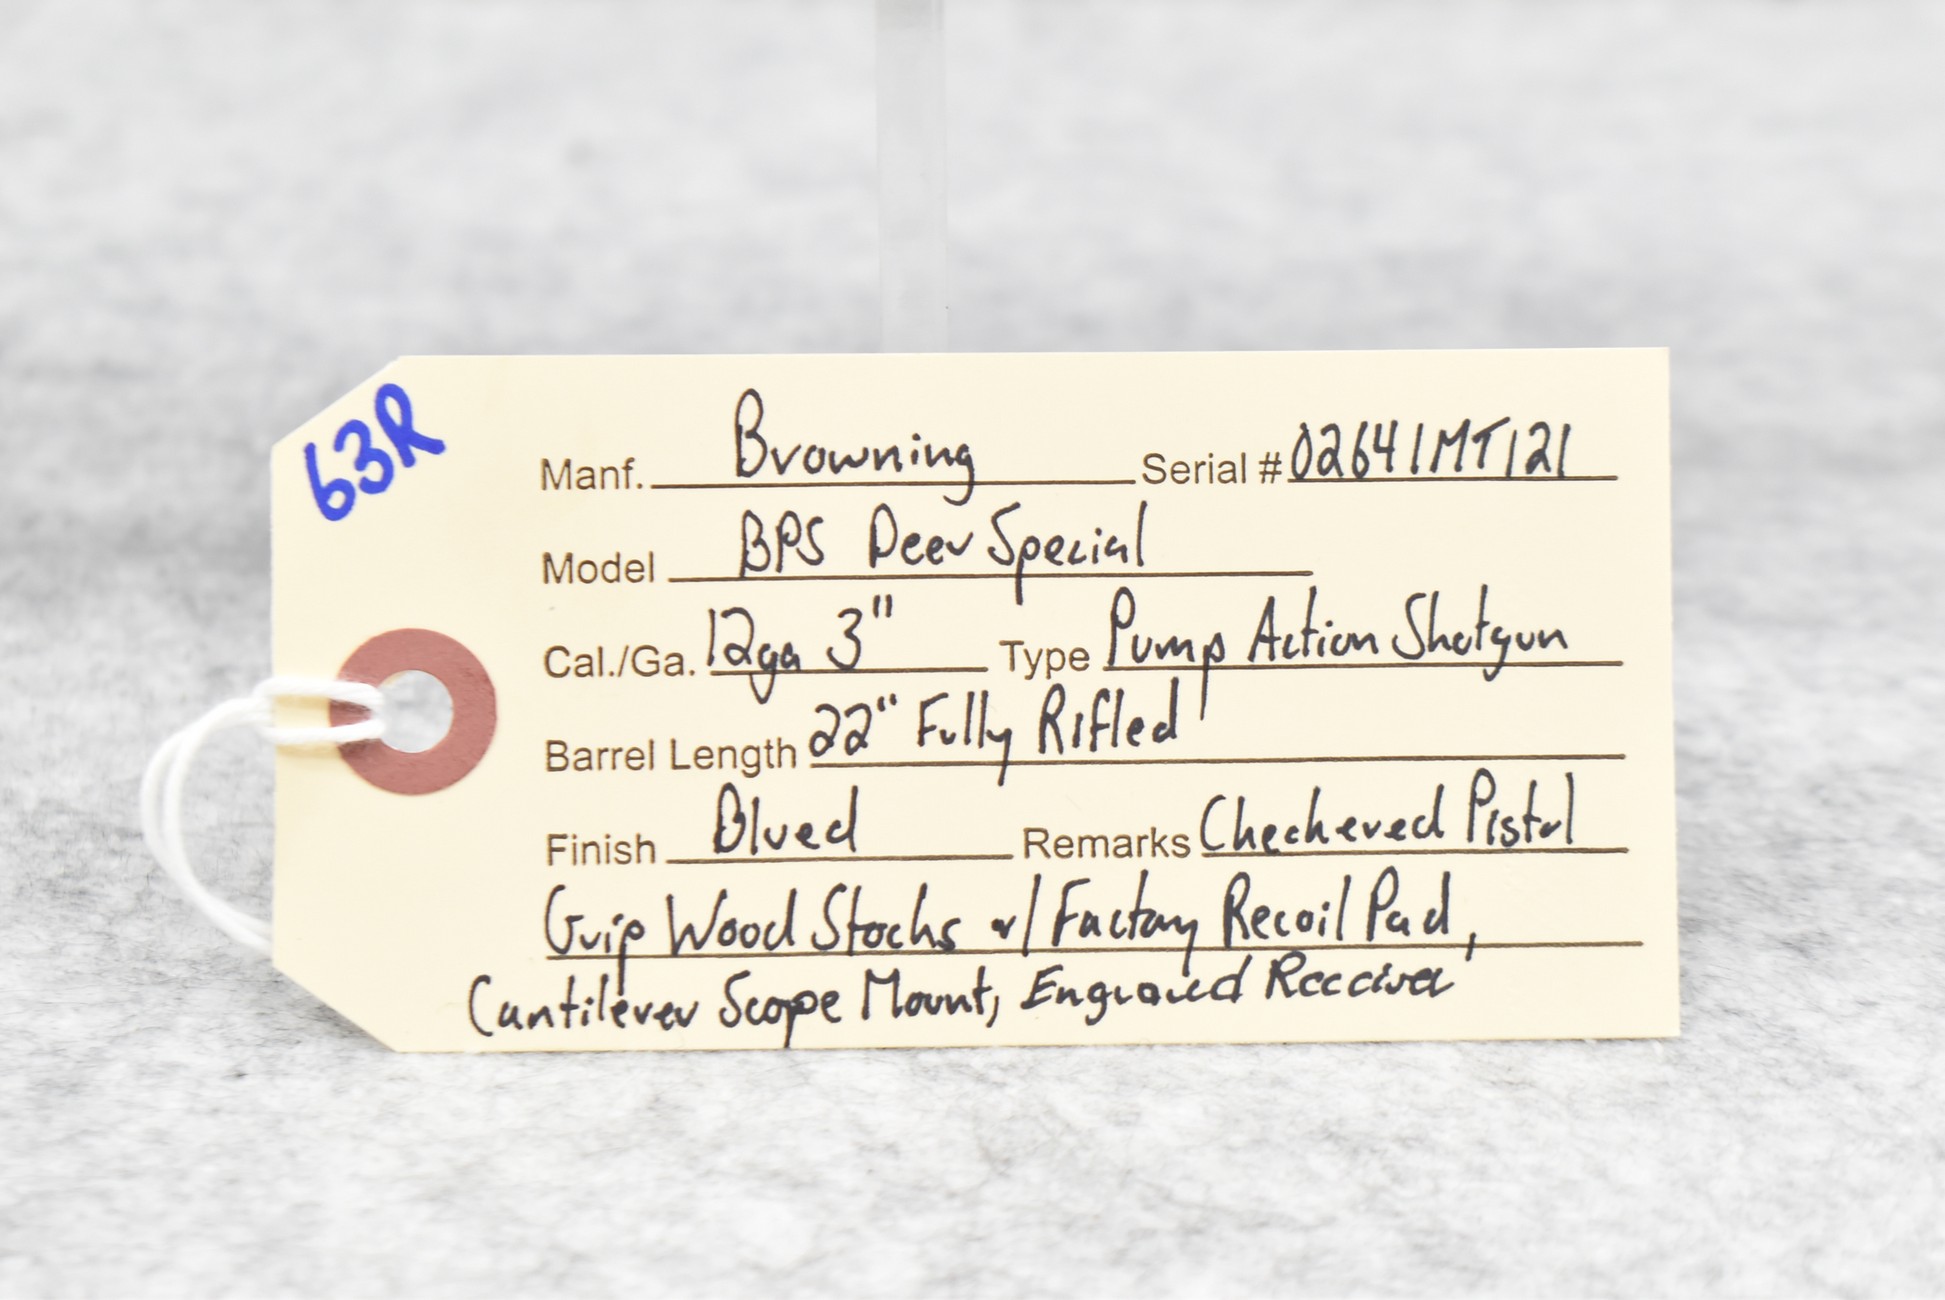 63R
Manf. Browning Serial # 02641MT121
Model BPS Deer Special
Cal./Ga. 12ga 3" Type Pump Action Shotgun
Barrel Length 22" Fully Rifled
Finish Blued Remarks Checkered Pistol
Grip Wood Stocks w/ Factory Recoil Pad,
Cantilever Scope Mount, Engraved Receiver